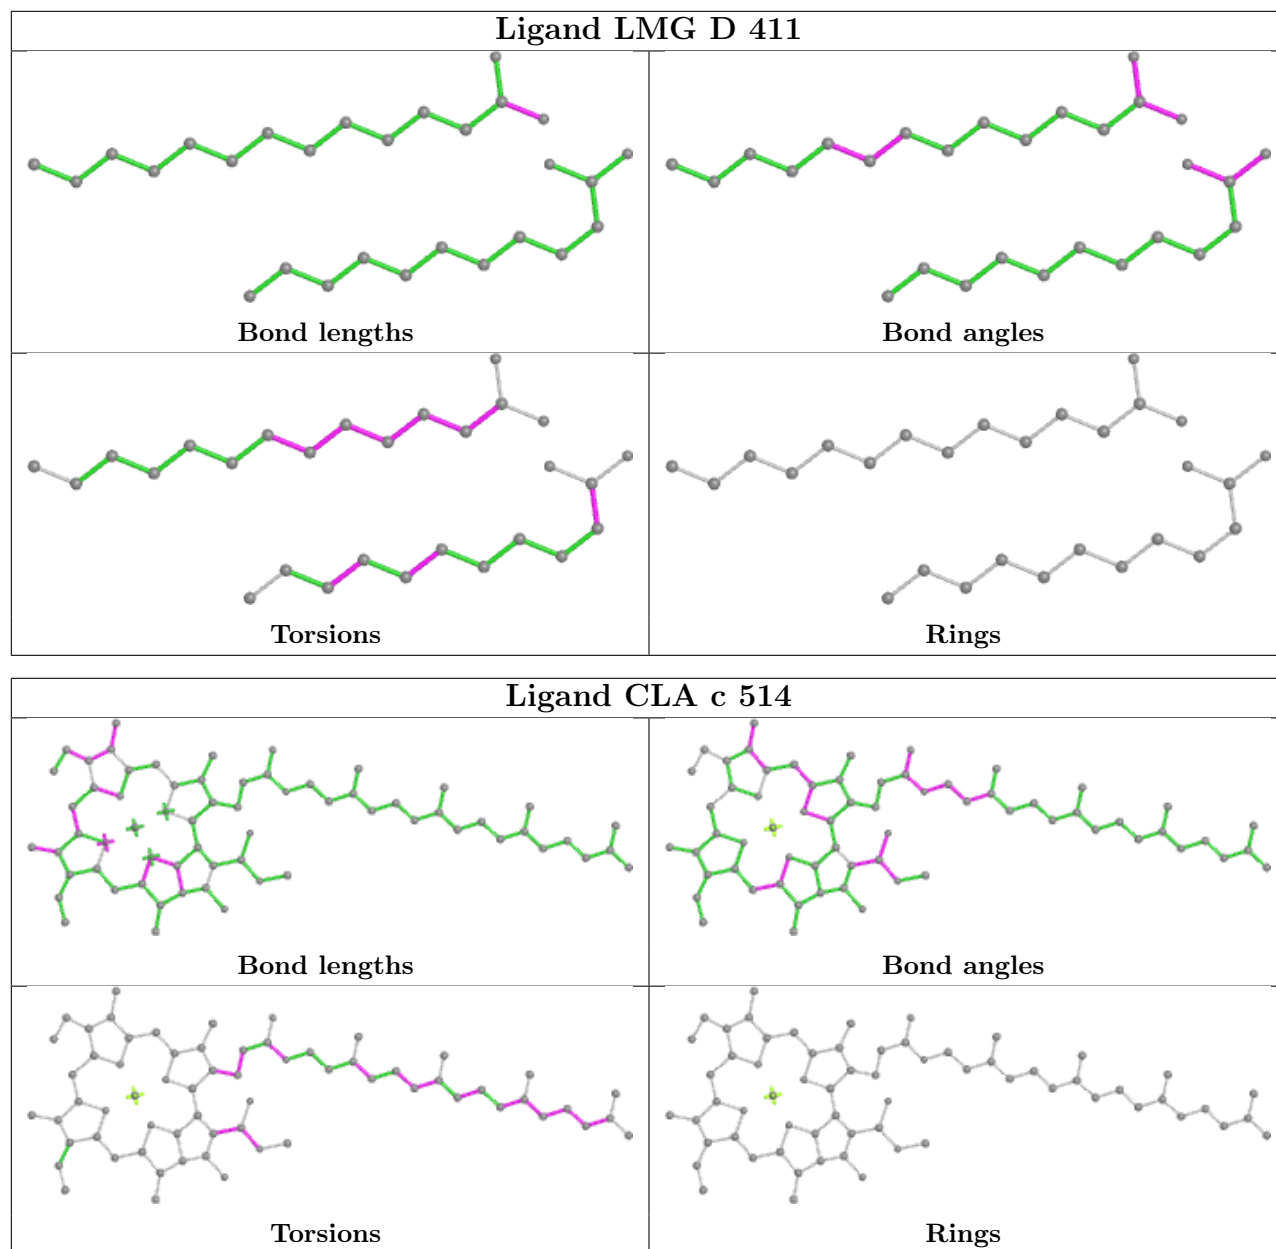 Ligand LMG D 411
Bond lengths
Bond angles
Torsions
Rings
Ligand CLA c 514
Bond lengths
Bond angles
Torsions
Rings